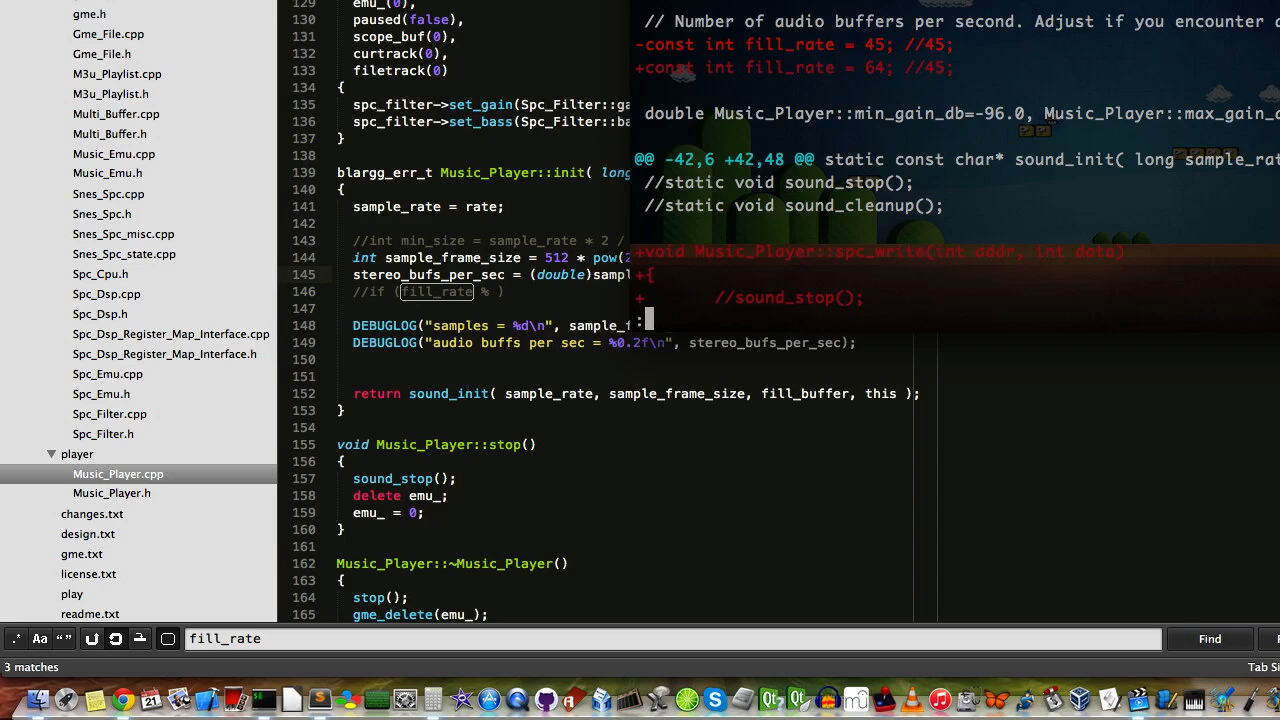 gme.h
Gme_File.cpp
Gme_File.h
M3u_Playlist.cpp
M3u_Playlist.h
Multi_Buffer.cpp
Multi_Buffer.h
Music_Emu.cpp
Music_Emu.h
Snes_Spc.cpp
Snes_Spc.h
Snes_Spc_misc.cpp
Snes_Spc_state.cpp
Spc_Cpu.h
Spc_Dsp.cpp
Spc_Dsp.h
Spc_Dsp_Register_Map_Interface.cpp
Spc_Dsp_Register_Map_Interface.h
Spc_Emu.cpp
Spc_Emu.h
Spc_Filter.cpp
Spc_Filter.h
player
Music_Player.cpp
Music_Player.h
changes.txt
design.txt
gme.txt
license.txt
play
readme.txt
129 emu_(0),
130 paused(false),
131 scope_buf(0),
132 curtrack(0),
133 filetrack(0)
134 {
135 spc_filter->set_gain(Spc_Filter::ga
136 spc_filter->set_bass(Spc_Filter::ba
137 }
138
139 blargg_err_t Music_Player::init( long
140 {
141 sample_rate = rate;
142
143 //int min_size = sample_rate * 2 /
144 int sample_frame_size = 512 * pow(2
145 stereo_bufs_per_sec = (double)sampl
146 //if (fill_rate % )
147
148 DEBUGLOG("samples = %d\n", sample_f
149 DEBUGLOG("audio buffs per sec = %0.2f\n", stereo_bufs_per_sec);
150
151
152 return sound_init( sample_rate, sample_frame_size, fill_buffer, this );
153 }
154
155 void Music_Player::stop()
156 {
157 sound_stop();
158 delete emu_;
159 emu_ = 0;
160 }
161
162 Music_Player::~Music_Player()
163 {
164 stop();
165 gme_delete(emu_);
// Number of audio buffers per second. Adjust if you encounter a
-const int fill_rate = 45; //45;
+const int fill_rate = 64; //45;
double Music_Player::min_gain_db=-96.0, Music_Player::max_gain_d
@@ -42,6 +42,48 @@ static const char* sound_init( long sample_rat
//static void sound_stop();
//static void sound_cleanup();
+void Music_Player::spc_write(int addr, int data)
+{
+ //sound_stop();
:
.* Aa “” fill_rate Find
3 matches Tab Si